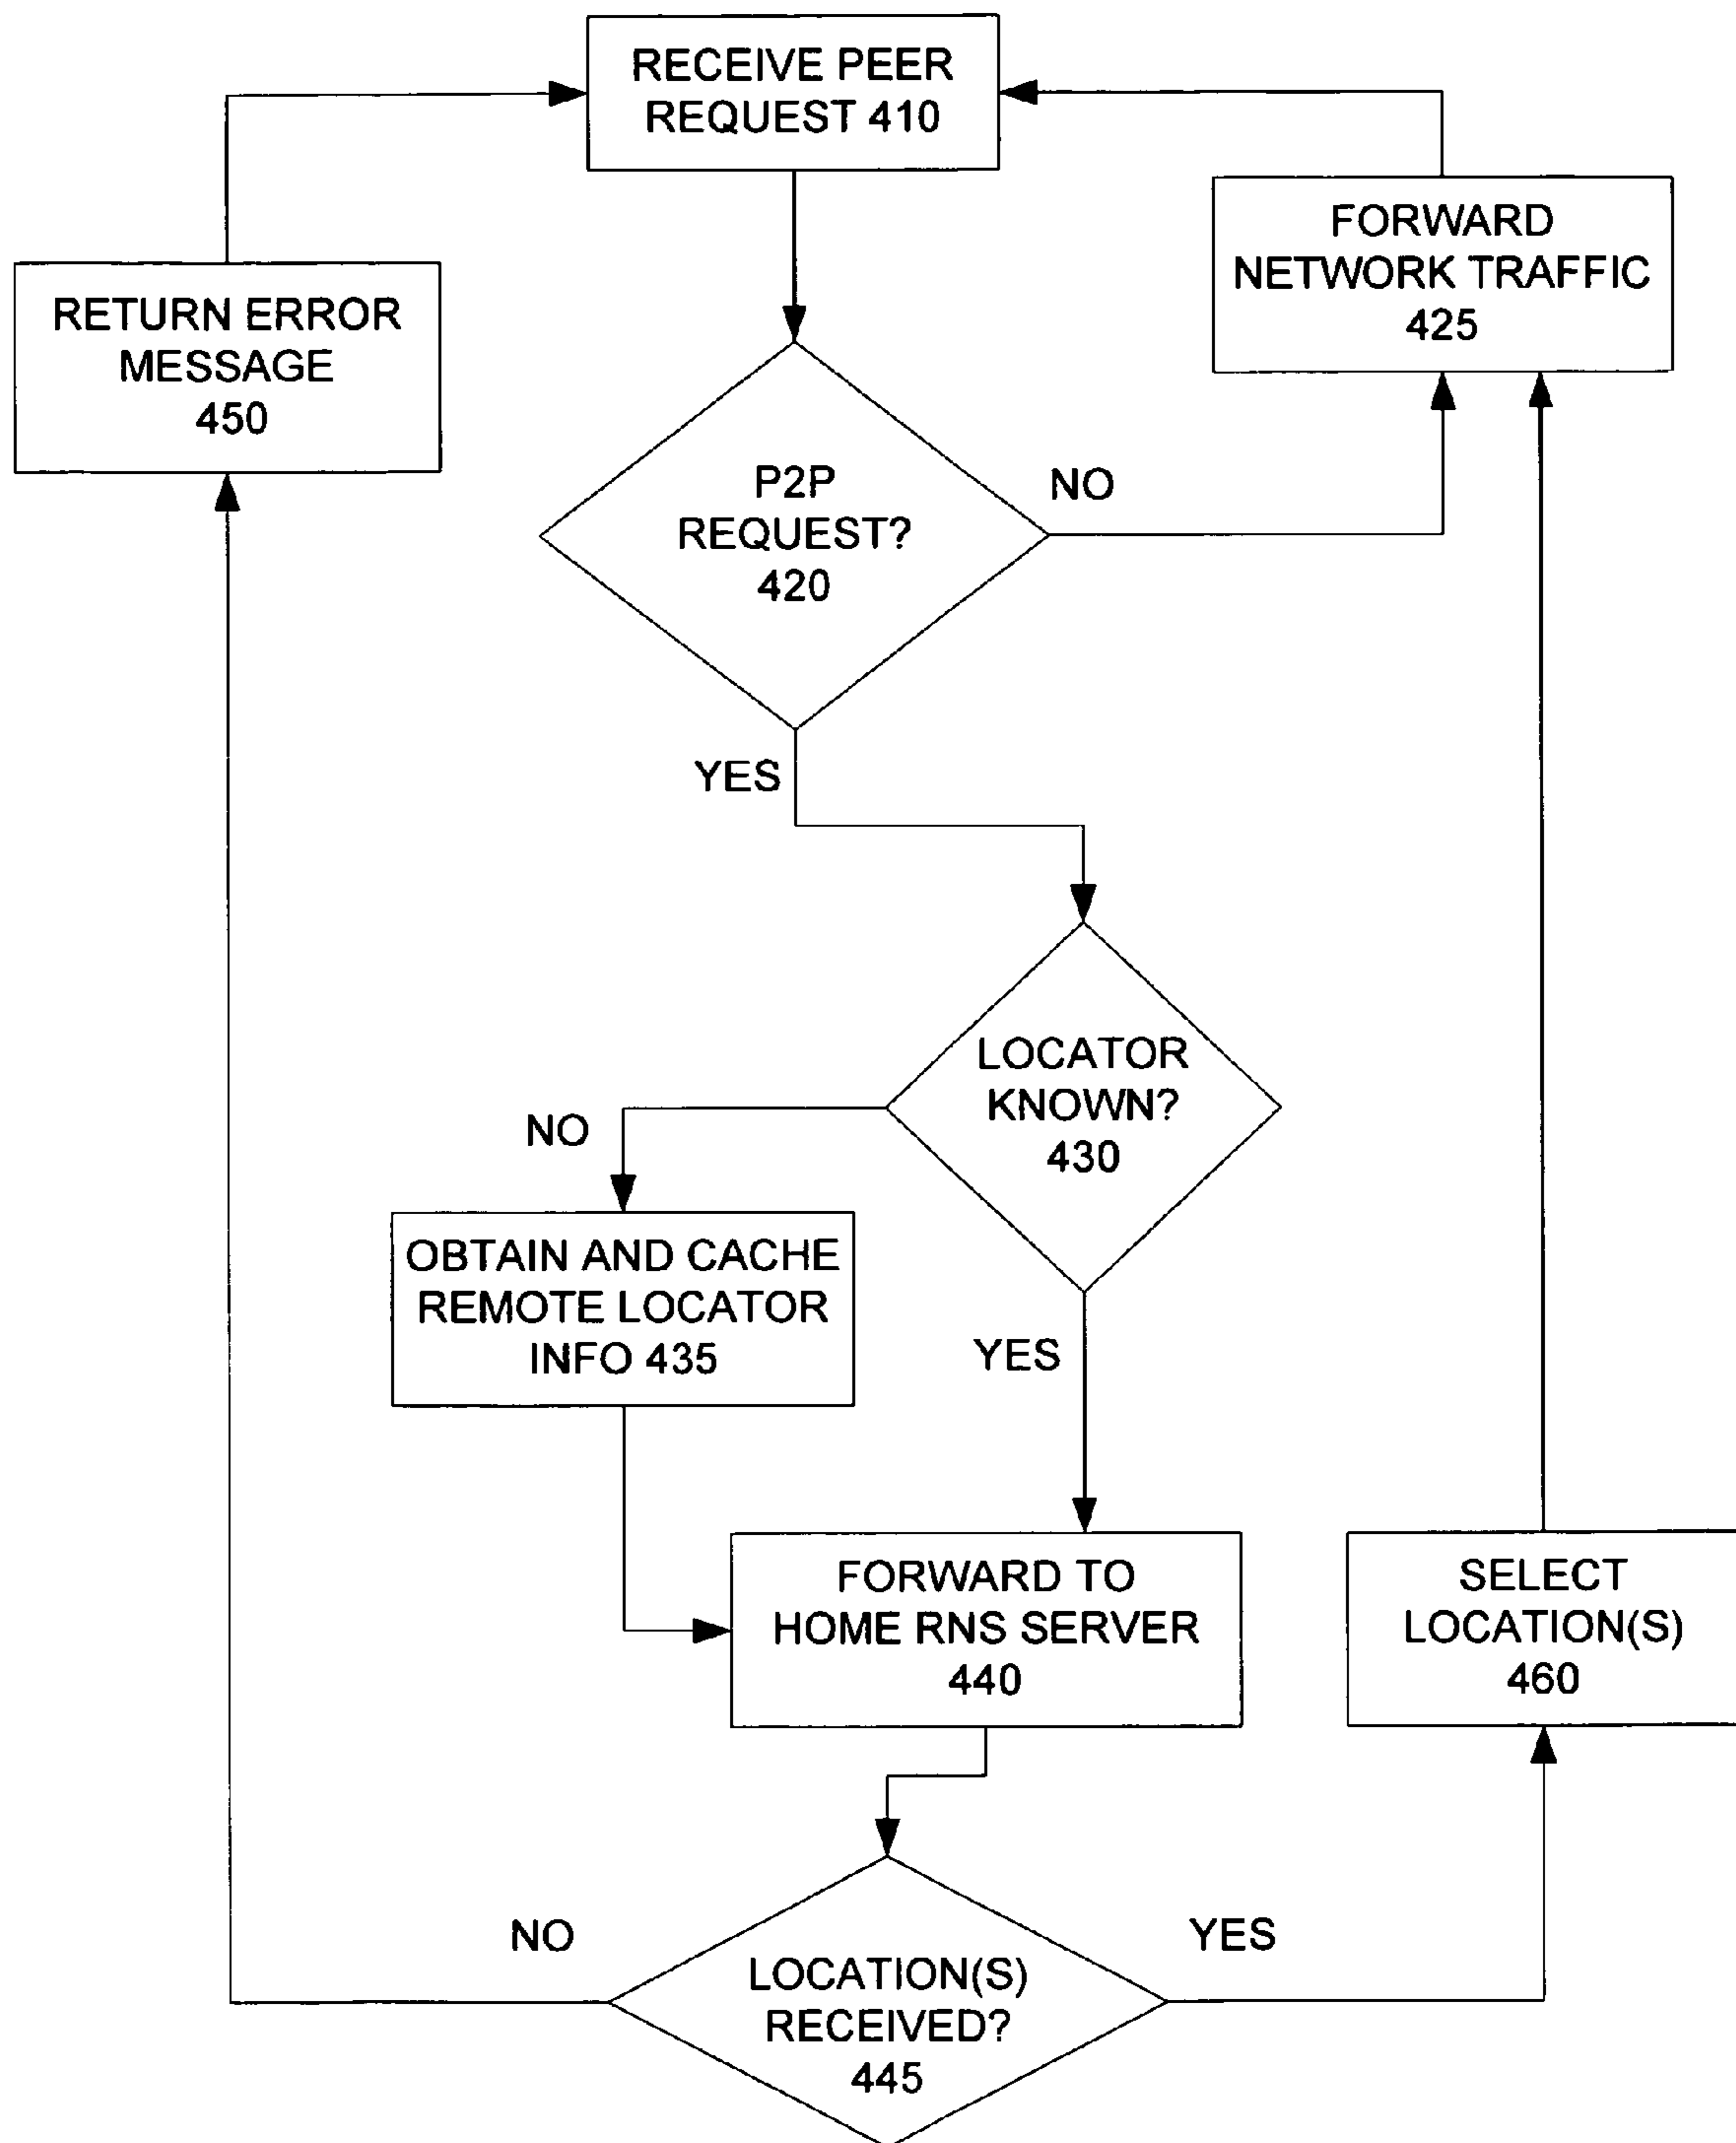 RECEIVE PEER
REQUEST 410
FORWARD
NETWORK TRAFFIC
425
RETURN ERROR
MESSAGE
450
P2P
REQUEST?
420
NO
YES
LOCATOR
KNOWN?
430
NO
OBTAIN AND CACHE
REMOTE LOCATOR
INFO 435
YES
FORWARD TO
HOME RNS SERVER
440
SELECT
LOCATION(S)
460
NO
YES
LOCATION(S)
RECEIVED?
445